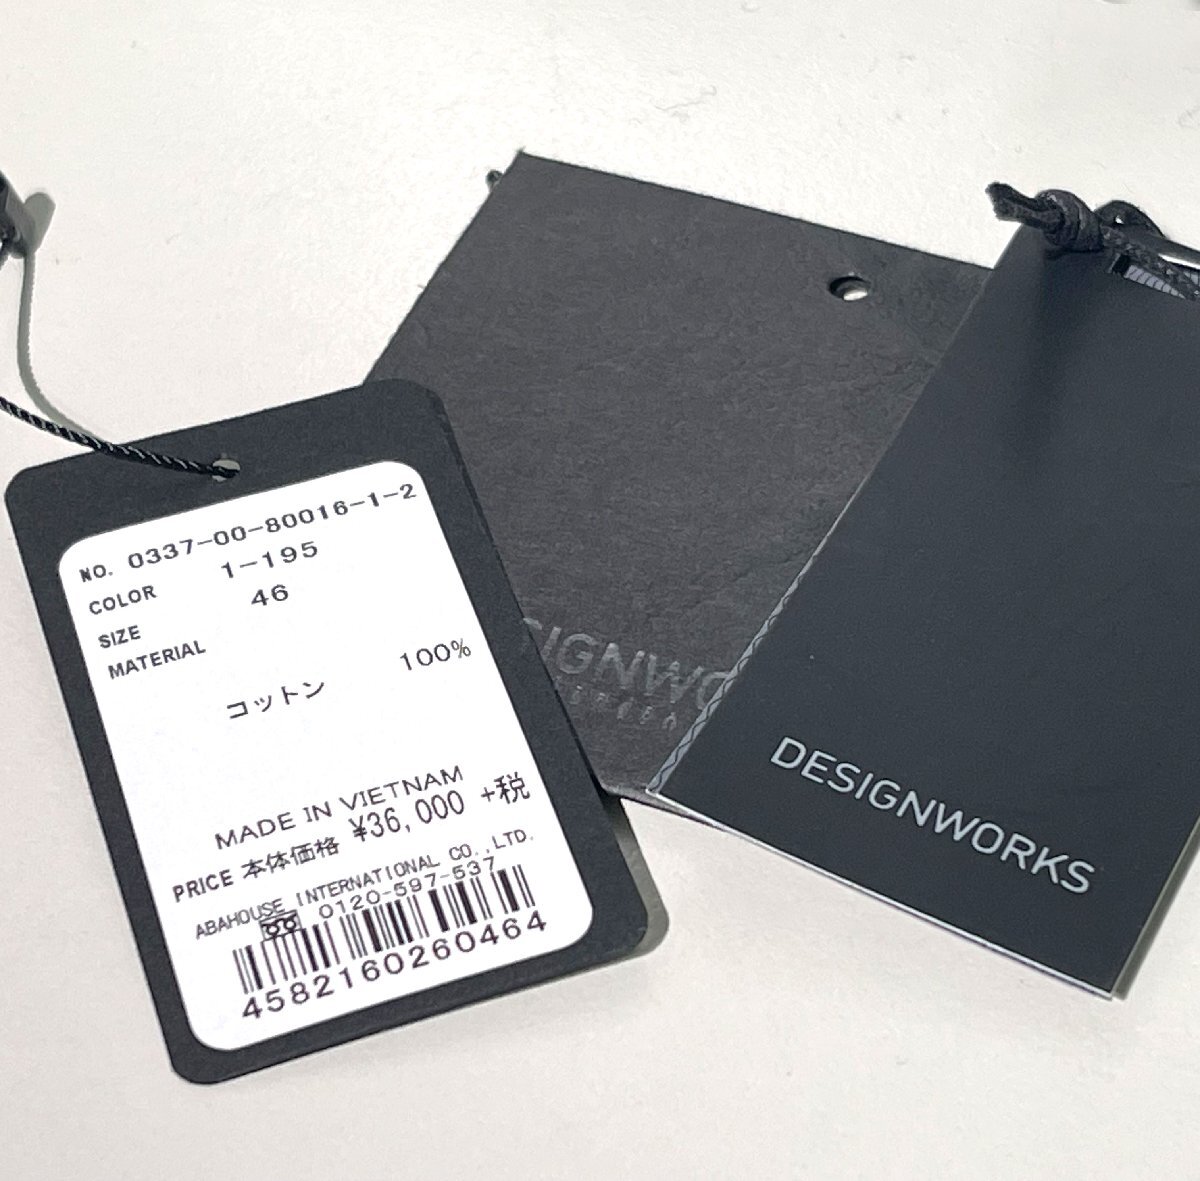 NO. 0337-00-80016-1-2
COLOR 1-195
SIZE 46
MATERIAL
コットン 100%
MADE IN VIETNAM
PRICE 本体価格 ¥36,000 +税
ABAHOUSE INTERNATIONAL CO.,LTD.
0120-597-537
4582160260464
SIGNWO
DESIGNWORKS